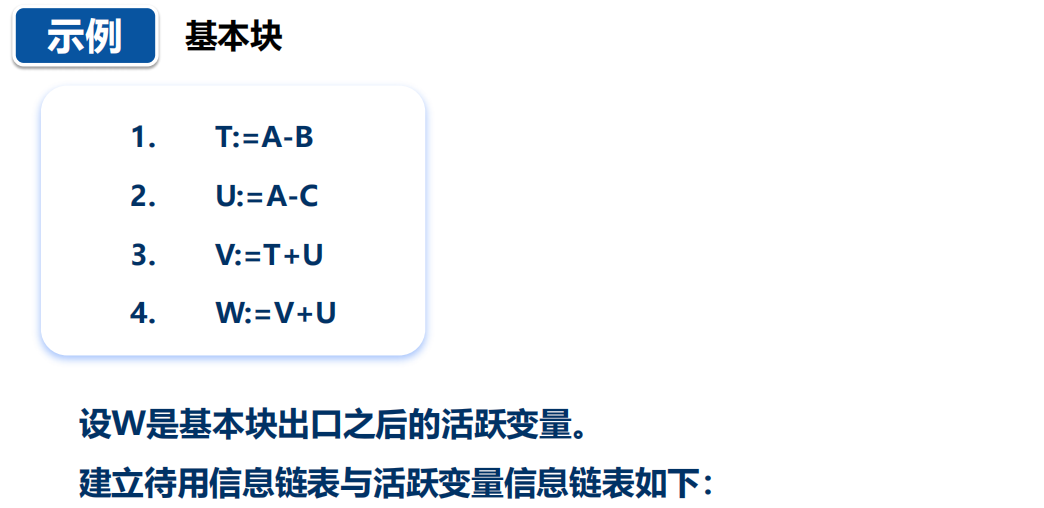 示例 基本块
1. T:=A-B
2. U:=A-C
3. V:=T+U
4. W:=V+U
设W是基本块出口之后的活跃变量。
建立待用信息链表与活跃变量信息链表如下：